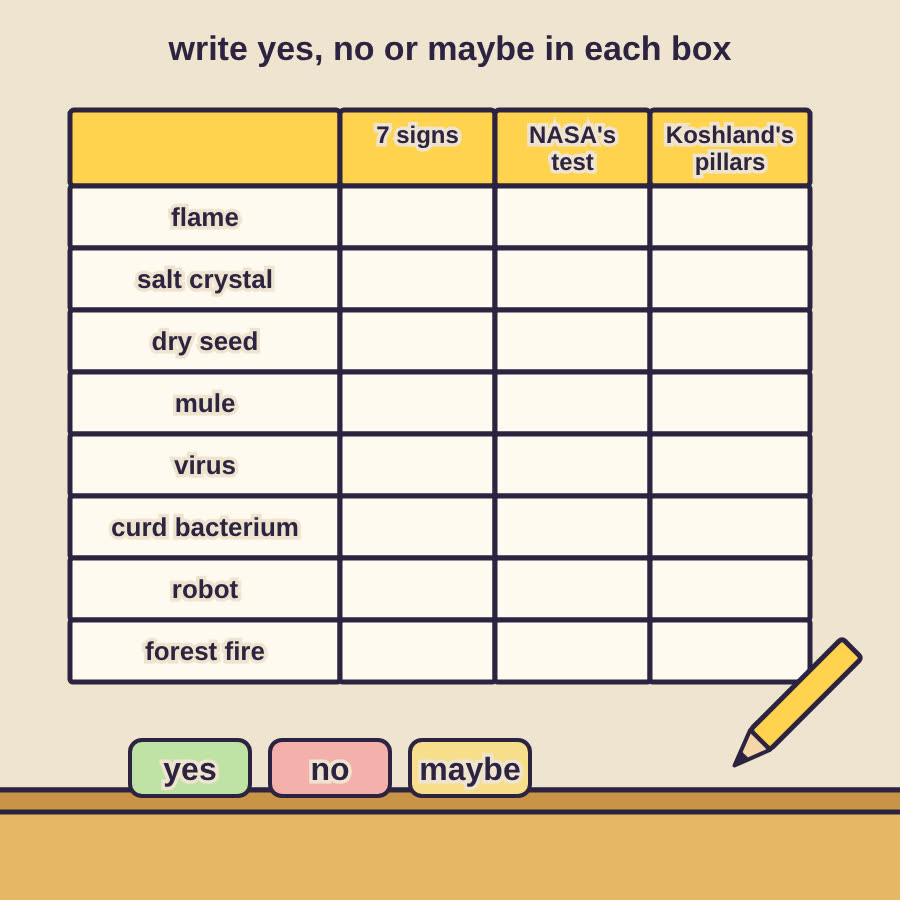 write yes, no or maybe in each box
7 signs
NASA's
test
Koshland's
pillars
flame
salt crystal
dry seed
mule
virus
curd bacterium
robot
forest fire
yes
no
maybe